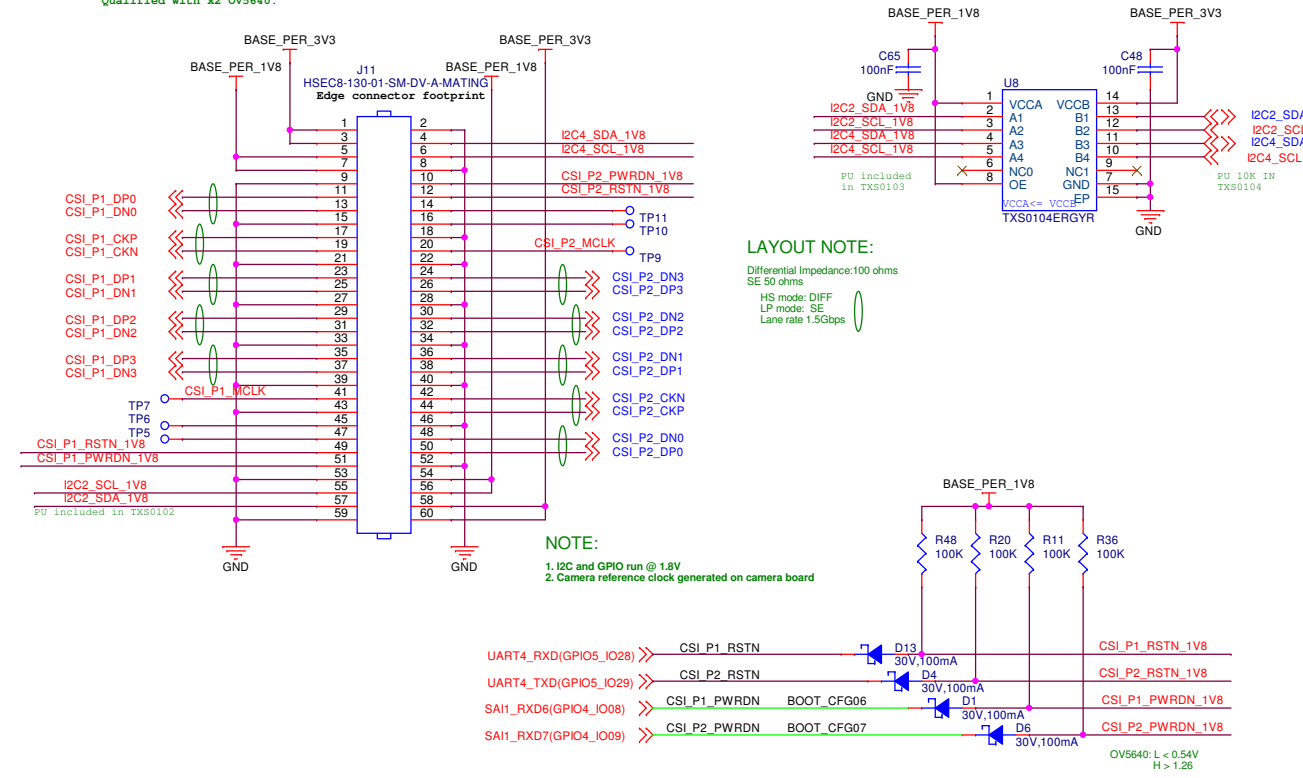 Qualified with x2 OV5640.
BASE_PER_3V3
BASE_PER_1V8
J11
HSEC8-130-01-SM-DV-A-MATING
Edge connector footprint
BASE_PER_3V3
BASE_PER_1V8
1 2
3 4 I2C4_SDA_1V8
5 6 I2C4_SCL_1V8
7 8
9 10 CSI_P2_PWRDN_1V8
CSI_P1_DP0 11 12 CSI_P2_RSTN_1V8
CSI_P1_DN0 13 14 TP11
15 16 TP10
CSI_P1_CKP 17 18
CSI_P1_CKN 19 20 CSI_P2_MCLK TP9
21 22
CSI_P1_DP1 23 24 CSI_P2_DN3
CSI_P1_DN1 25 26 CSI_P2_DP3
27 28
CSI_P1_DP2 29 30 CSI_P2_DN2
CSI_P1_DN2 31 32 CSI_P2_DP2
33 34
CSI_P1_DP3 35 36 CSI_P2_DN1
CSI_P1_DN3 37 38 CSI_P2_DP1
39 40
TP7 CSI_P1_MCLK 41 42 CSI_P2_CKN
43 44 CSI_P2_CKP
TP6 45 46
TP5 47 48 CSI_P2_DN0
CSI_P1_RSTN_1V8 49 50 CSI_P2_DP0
CSI_P1_PWRDN_1V8 51 52
53 54
I2C2_SCL_1V8 55 56
I2C2_SDA_1V8 57 58
PU included in TXS0102
59 60
GND
GND
NOTE:
1. I2C and GPIO run @ 1.8V
2. Camera reference clock generated on camera board
BASE_PER_1V8
BASE_PER_3V3
C65
100nF
GND
C48
100nF
U8
I2C2_SDA_1V8
I2C2_SCL_1V8
I2C4_SDA_1V8
I2C4_SCL_1V8
1 VCCA VCCB 14
2 A1 B1 13
3 A2 B2 12
4 A3 B3 11
5 A4 B4 10
6 NC0 NC1 9
8 OE GND 7
EP 15
VCCA<= VCCB
TXS0104ERGYR
I2C2_SDA
I2C2_SCL
I2C4_SDA
I2C4_SCL
PU included
in TXS0103
PU 10K IN
TXS0104
GND
LAYOUT NOTE:
Differential Impedance:100 ohms
SE 50 ohms
HS mode: DIFF
LP mode: SE
Lane rate 1.5Gbps
BASE_PER_1V8
R48
100K
R20
100K
R11
100K
R36
100K
UART4_RXD(GPIO5_IO28) CSI_P1_RSTN D13 CSI_P1_RSTN_1V8
30V,100mA
UART4_TXD(GPIO5_IO29) CSI_P2_RSTN D4 CSI_P2_RSTN_1V8
30V,100mA
SAI1_RXD6(GPIO4_IO08) CSI_P1_PWRDN BOOT_CFG06 D1 CSI_P1_PWRDN_1V8
30V,100mA
SAI1_RXD7(GPIO4_IO09) CSI_P2_PWRDN BOOT_CFG07 D6 CSI_P2_PWRDN_1V8
30V,100mA
OV5640: L < 0.54V
H > 1.26